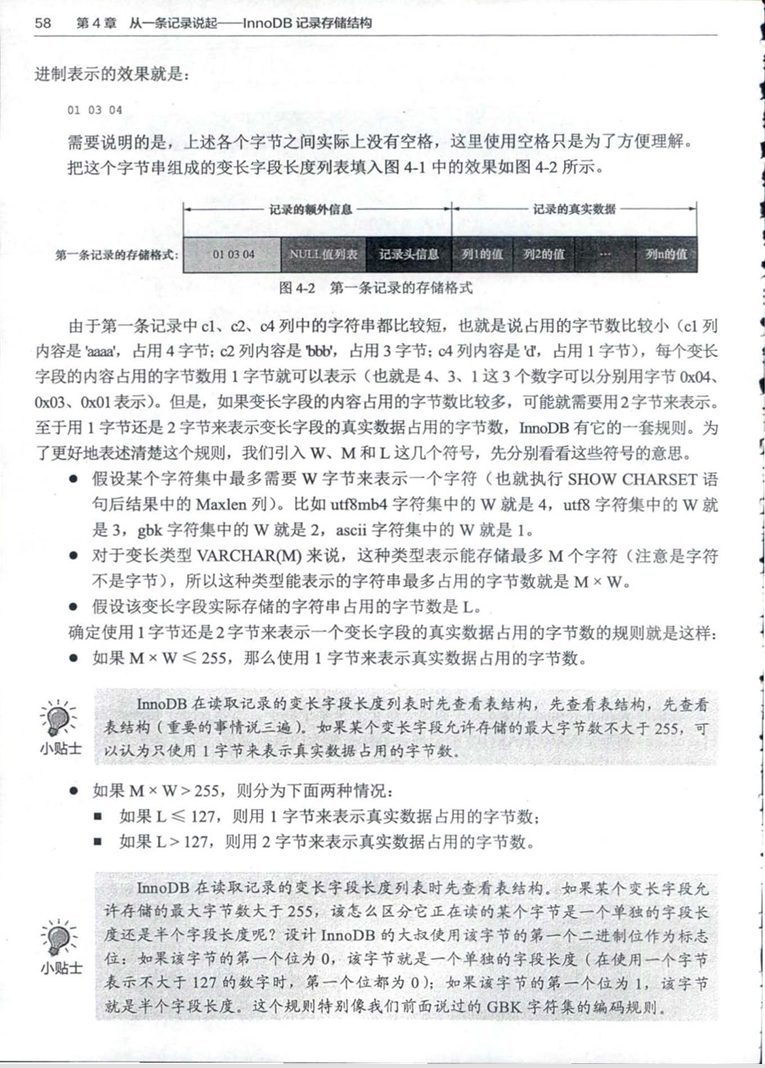 58 第 4 章 从一条记录说起——InnoDB 记录存储结构
进制表示的效果就是：
01 03 04
需要说明的是，上述各个字节之间实际上没有空格，这里使用空格只是为了方便理解。
把这个字节串组成的变长字段长度列表填入图 4-1 中的效果如图 4-2 所示。
记录的额外信息 记录的真实数据
第一条记录的存储格式: 01 03 04 NULL值列表 记录头信息 列1的值 列2的值 … 列n的值
图 4-2 第一条记录的存储格式
由于第一条记录中 c1、c2、c4 列中的字符串都比较短，也就是说占用的字节数比较小（c1 列
内容是 'aaaa'，占用 4 字节；c2 列内容是 'bbb'，占用 3 字节；c4 列内容是 'd'，占用 1 字节），每个变长
字段的内容占用的字节数用 1 字节就可以表示（也就是 4、3、1 这 3 个数字可以分别用字节 0x04、
0x03、0x01 表示）。但是，如果变长字段的内容占用的字节数比较多，可能就需要用 2 字节来表示。
至于用 1 字节还是 2 字节来表示变长字段的真实数据占用的字节数，InnoDB 有它的一套规则。为
了更好地表述清楚这个规则，我们引入 W、M 和 L 这几个符号，先分别看看这些符号的意思。
● 假设某个字符集中最多需要 W 字节来表示一个字符（也就执行 SHOW CHARSET 语
句后结果中的 Maxlen 列）。比如 utf8mb4 字符集中的 W 就是 4，utf8 字符集中的 W 就
是 3，gbk 字符集中的 W 就是 2，ascii 字符集中的 W 就是 1。
● 对于变长类型 VARCHAR(M) 来说，这种类型表示能存储最多 M 个字符（注意是字符
不是字节），所以这种类型能表示的字符串最多占用的字节数就是 M × W。
● 假设该变长字段实际存储的字符串占用的字节数是 L。
确定使用 1 字节还是 2 字节来表示一个变长字段的真实数据占用的字节数的规则就是这样：
● 如果 M × W ≤ 255，那么使用 1 字节来表示真实数据占用的字节数。
InnoDB 在读取记录的变长字段长度列表时先查看表结构，先查看表结构，先查看
表结构（重要的事情说三遍）。如果某个变长字段允许存储的最大字节数不大于 255，可
以认为只使用 1 字节来表示真实数据占用的字节数。
小贴士
● 如果 M × W > 255，则分为下面两种情况：
■ 如果 L ≤ 127，则用 1 字节来表示真实数据占用的字节数；
■ 如果 L > 127，则用 2 字节来表示真实数据占用的字节数。
InnoDB 在读取记录的变长字段长度列表时先查看表结构。如果某个变长字段允
许存储的最大字节数大于 255，该怎么区分它正在读的某个字节是一个单独的字段长
度还是半个字段长度呢？设计 InnoDB 的大叔使用该字节的第一个二进制位作为标志
位：如果该字节的第一个位为 0，该字节就是一个单独的字段长度（在使用一个字节
表示不大于 127 的数字时，第一个位都为 0）；如果该字节的第一个位为 1，该字节
就是半个字段长度。这个规则特别像我们前面说过的 GBK 字符集的编码规则。
小贴士